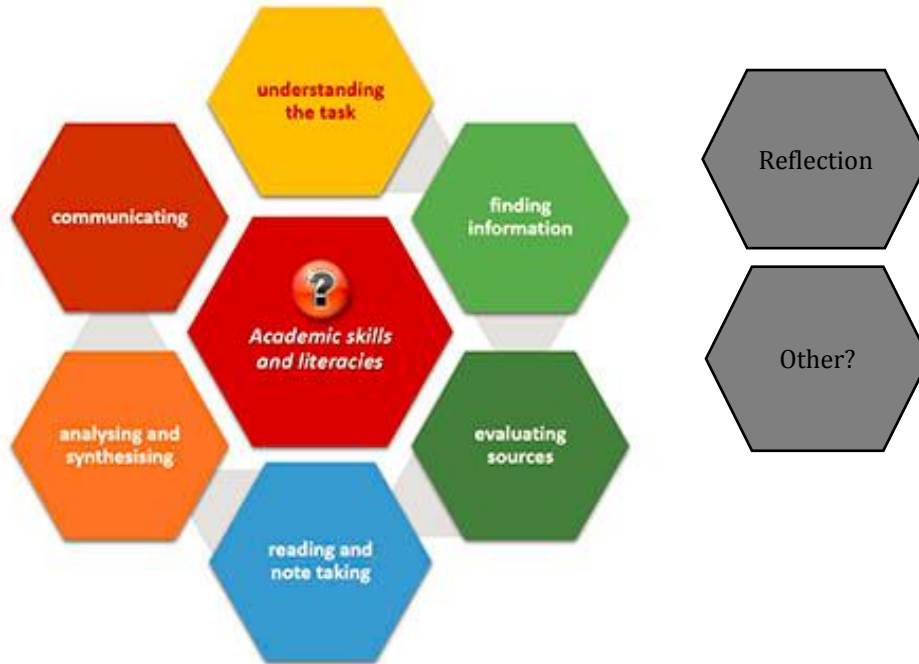 understanding
the task
finding
information
evaluating
sources
reading and
note taking
analysing and
synthesising
communicating
?
Academic skills
and literacies
Reflection
Other?